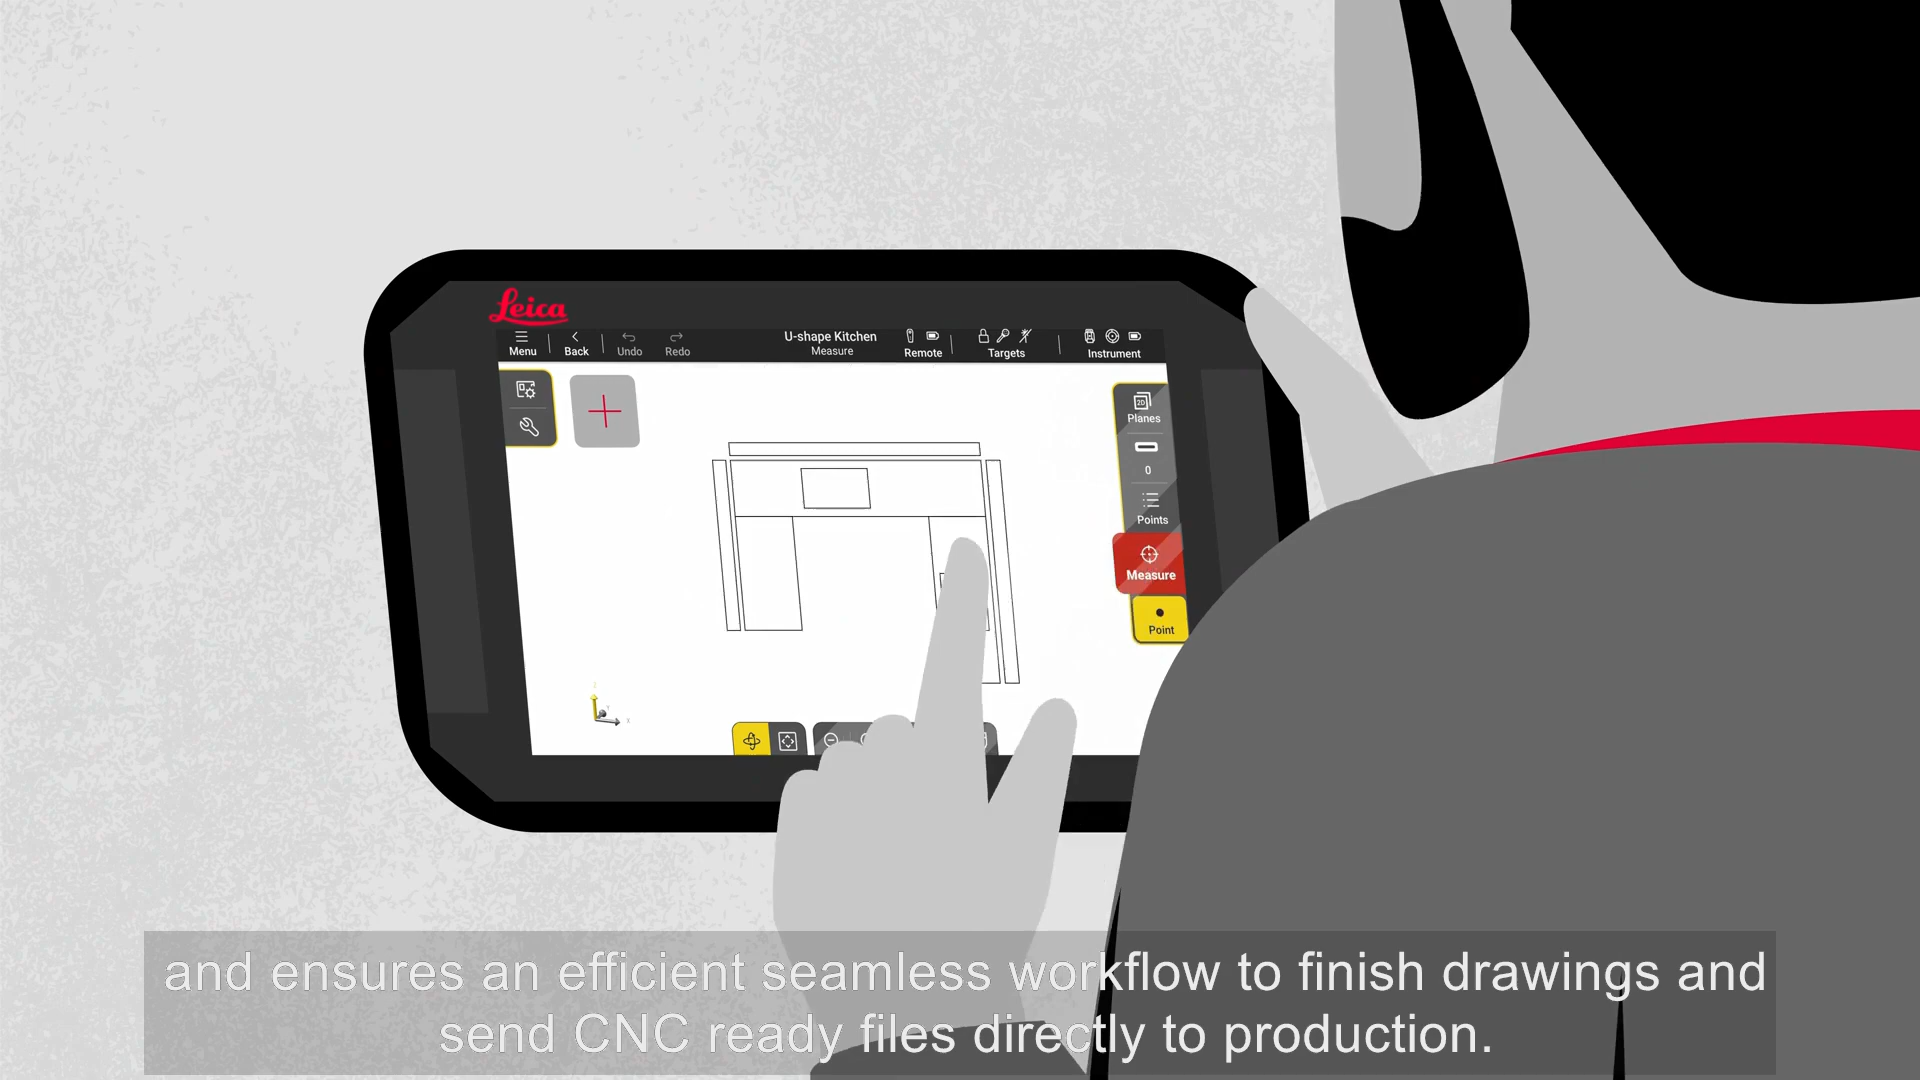 Leica
Menu
Back
Undo
Redo
U-shape Kitchen
Measure
Remote
Targets
Instrument
2D
Planes
0
Points
Measure
Point
and ensures an efficient seamless workflow to finish drawings and
send CNC ready files directly to production.